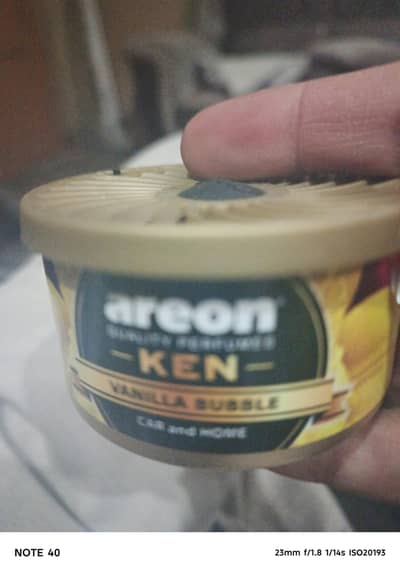 areon
QUALITY PERFUMES
KEN
VANILLA BUBBLE
CAR and HOME
NOTE 40
23mm f/1.8 1/14s ISO20193